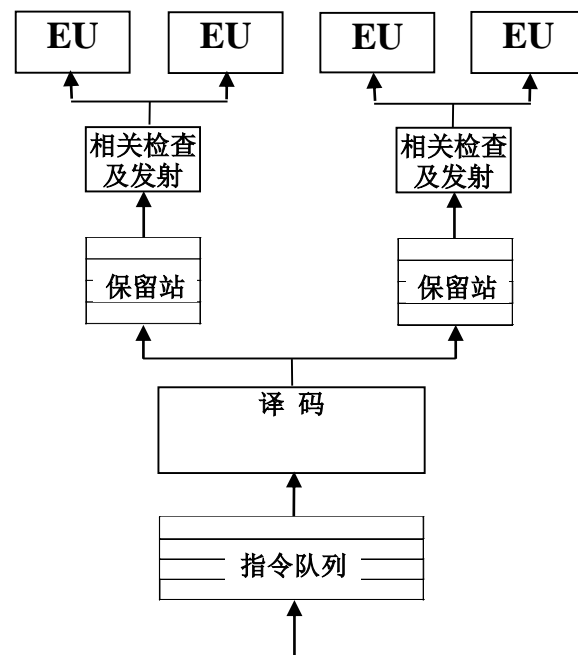 EU EU EU EU
相关检查
及发射
相关检查
及发射
保留站 保留站
译 码
指令队列